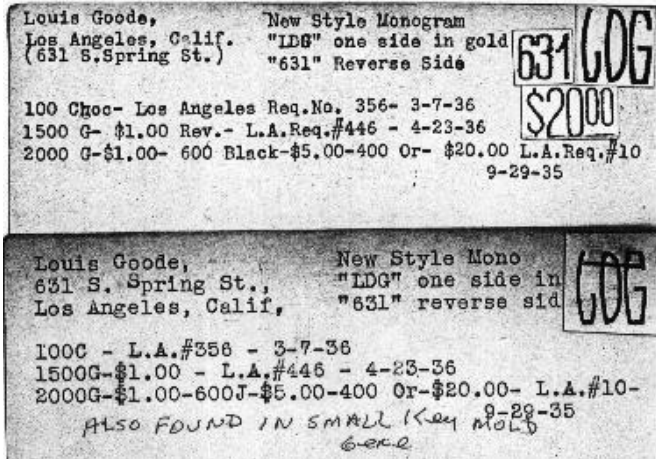 Louis Goode,
New Style Monogram
Los Angeles, Calif.
"LDG" one side in gold
(631 S.Spring St.)
"631" Reverse Side
631
LDG
$20.00
100 Choc- Los Angeles Req.No. 356- 3-7-36
1500 G- $1.00 Rev.- L.A.Req.#446 - 4-23-36
2000 G-$1.00- 600 Black-$5.00-400 Or- $20.00 L.A.Req.#10
9-29-35
Louis Goode,
New Style Mono
631 S. Spring St.,
"LDG" one side in
Los Angeles, Calif,
"631" reverse sid
LDG
100C - L.A.#356 - 3-7-36
1500G-$1.00 - L.A.#446 - 4-23-36
2000G-$1.00-600J-$5.00-400 Or-$20.00- L.A.#10-
9-29-35
ALSO FOUND IN SMALL Key MOLD